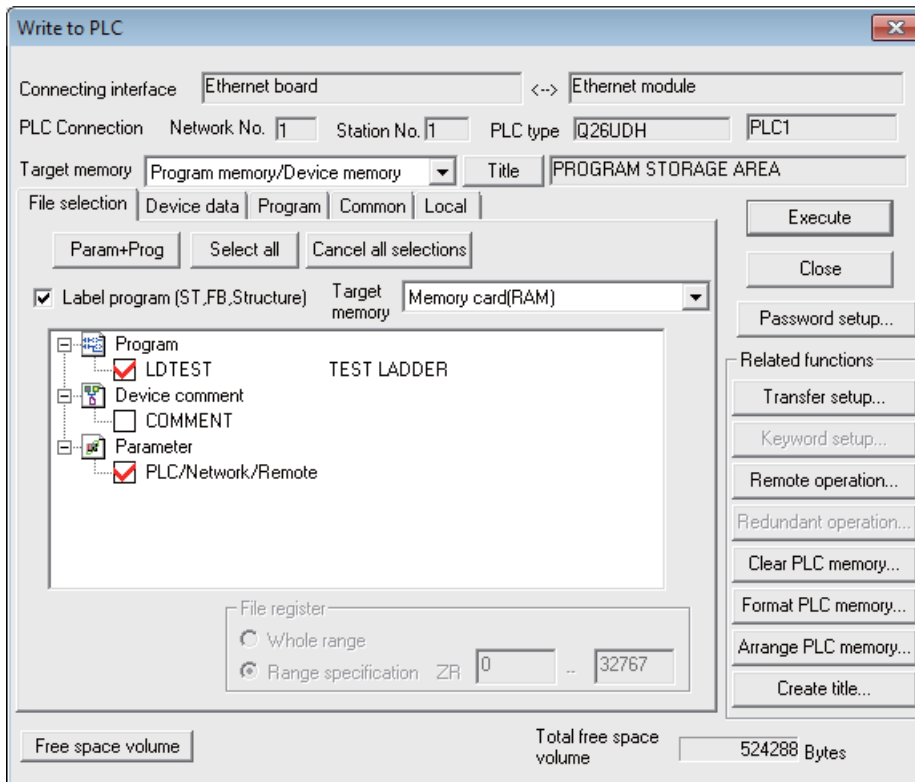 Write to PLC
Connecting interface Ethernet board <--> Ethernet module
PLC Connection Network No. 1 Station No. 1 PLC type Q26UDH PLC1
Target memory Program memory/Device memory Title PROGRAM STORAGE AREA
File selection Device data Program Common Local
Execute
Param+Prog Select all Cancel all selections
Close
Label program (ST,FB,Structure) Target memory Memory card(RAM)
Password setup...
Program
LDTEST TEST LADDER
Device comment
COMMENT
Parameter
PLC/Network/Remote
Related functions
Transfer setup...
Keyword setup...
Remote operation...
Redundant operation...
Clear PLC memory...
Format PLC memory...
Arrange PLC memory...
Create title...
File register
Whole range
Range specification ZR 0 -- 32767
Free space volume
Total free space volume 524288 Bytes